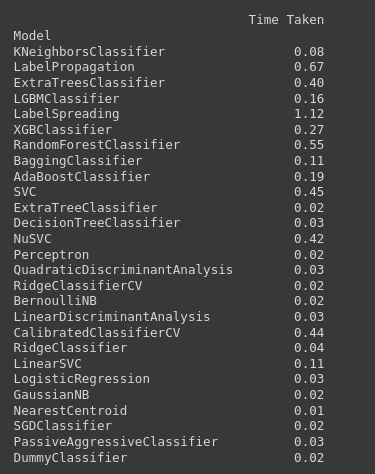 Time Taken
Model
KNeighborsClassifier 0.08
LabelPropagation 0.67
ExtraTreesClassifier 0.40
LGBMClassifier 0.16
LabelSpreading 1.12
XGBClassifier 0.27
RandomForestClassifier 0.55
BaggingClassifier 0.11
AdaBoostClassifier 0.19
SVC 0.45
ExtraTreeClassifier 0.02
DecisionTreeClassifier 0.03
NuSVC 0.42
Perceptron 0.02
QuadraticDiscriminantAnalysis 0.03
RidgeClassifierCV 0.02
BernoulliNB 0.02
LinearDiscriminantAnalysis 0.03
CalibratedClassifierCV 0.44
RidgeClassifier 0.04
LinearSVC 0.11
LogisticRegression 0.03
GaussianNB 0.02
NearestCentroid 0.01
SGDClassifier 0.02
PassiveAggressiveClassifier 0.03
DummyClassifier 0.02